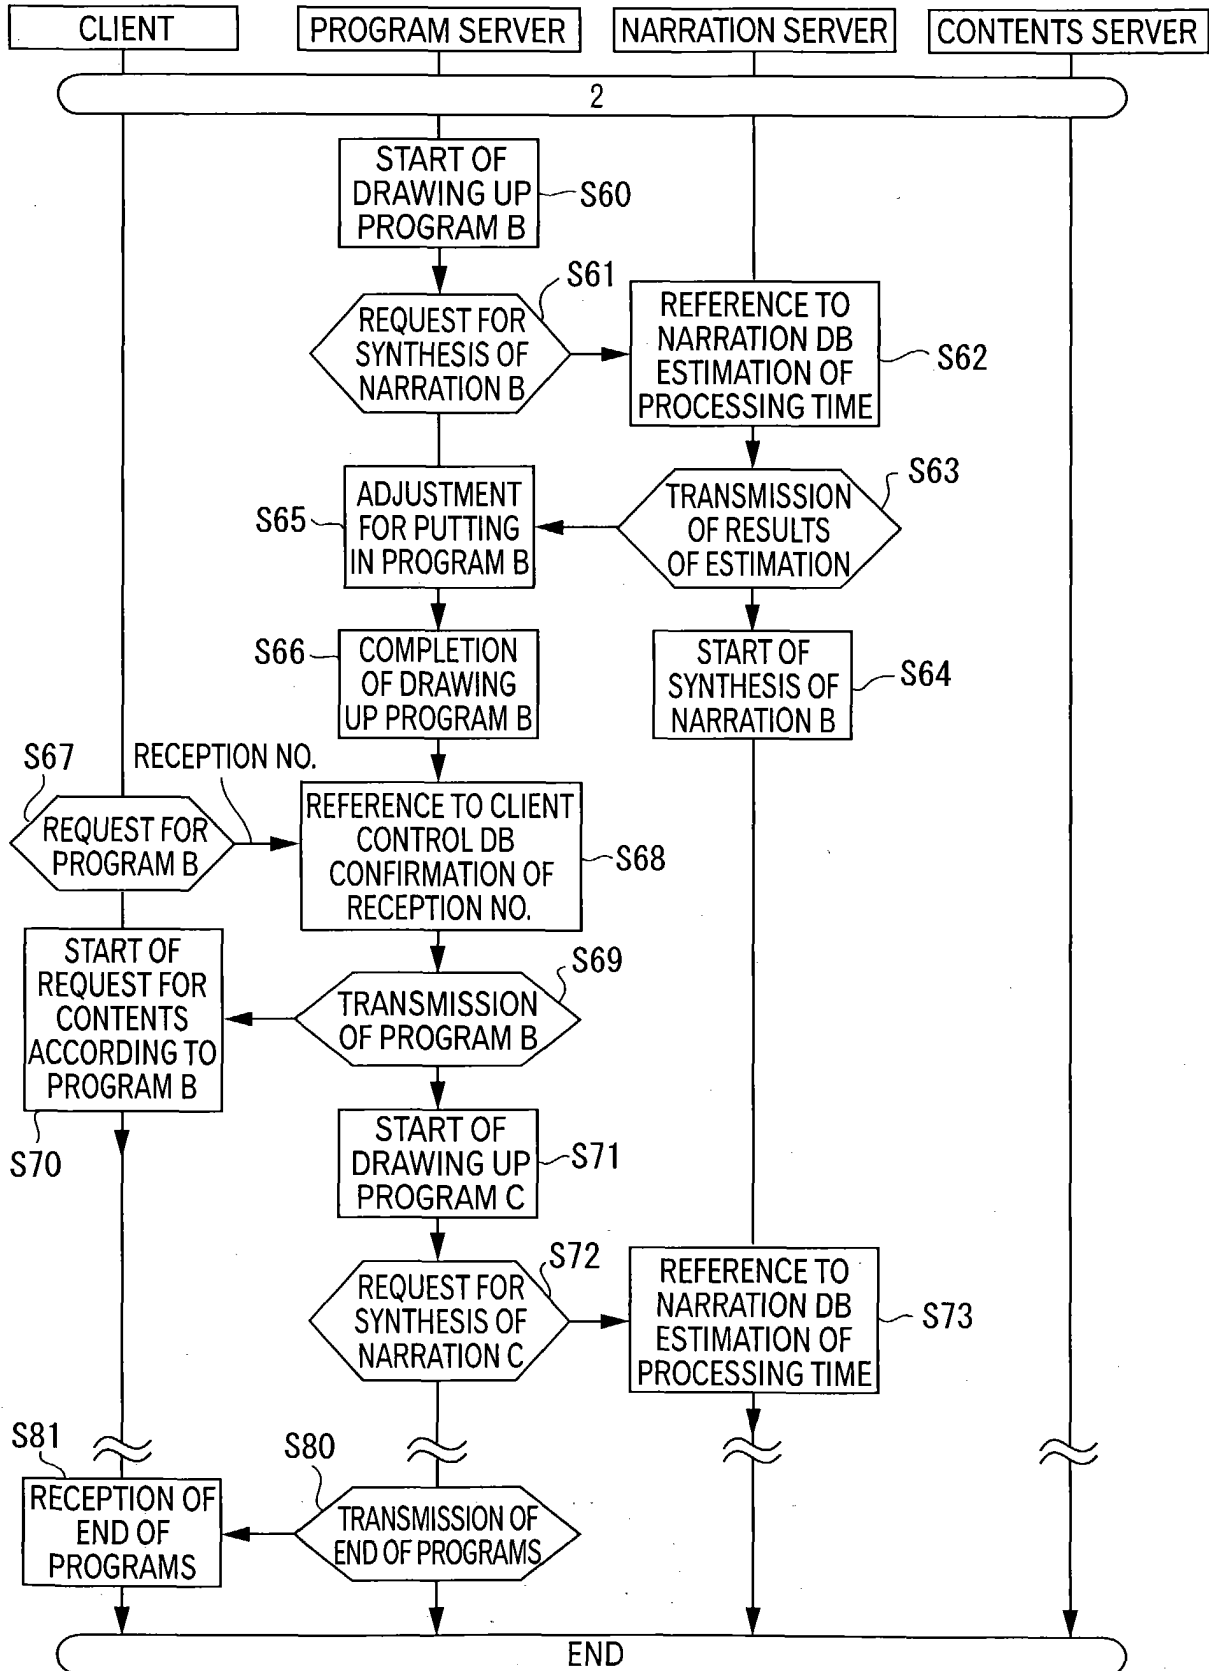 CLIENT
PROGRAM SERVER
NARRATION SERVER
CONTENTS SERVER
2
START OF
DRAWING UP
PROGRAM B
S60
S61
REQUEST FOR
SYNTHESIS OF
NARRATION B
REFERENCE TO
NARRATION DB
ESTIMATION OF
PROCESSING TIME
S62
S63
TRANSMISSION
OF RESULTS
OF ESTIMATION
S65
ADJUSTMENT
FOR PUTTING
IN PROGRAM B
S66
COMPLETION
OF DRAWING
UP PROGRAM B
START OF
SYNTHESIS OF
NARRATION B
S64
S67
RECEPTION NO.
REQUEST FOR
PROGRAM B
REFERENCE TO CLIENT
CONTROL DB
CONFIRMATION OF
RECEPTION NO.
S68
START OF
REQUEST FOR
CONTENTS
ACCORDING TO
PROGRAM B
S70
S69
TRANSMISSION
OF PROGRAM B
START OF
DRAWING UP
PROGRAM C
S71
S72
REQUEST FOR
SYNTHESIS OF
NARRATION C
REFERENCE TO
NARRATION DB
ESTIMATION OF
PROCESSING TIME
S73
S81
RECEPTION OF
END OF
PROGRAMS
S80
TRANSMISSION OF
END OF PROGRAMS
END